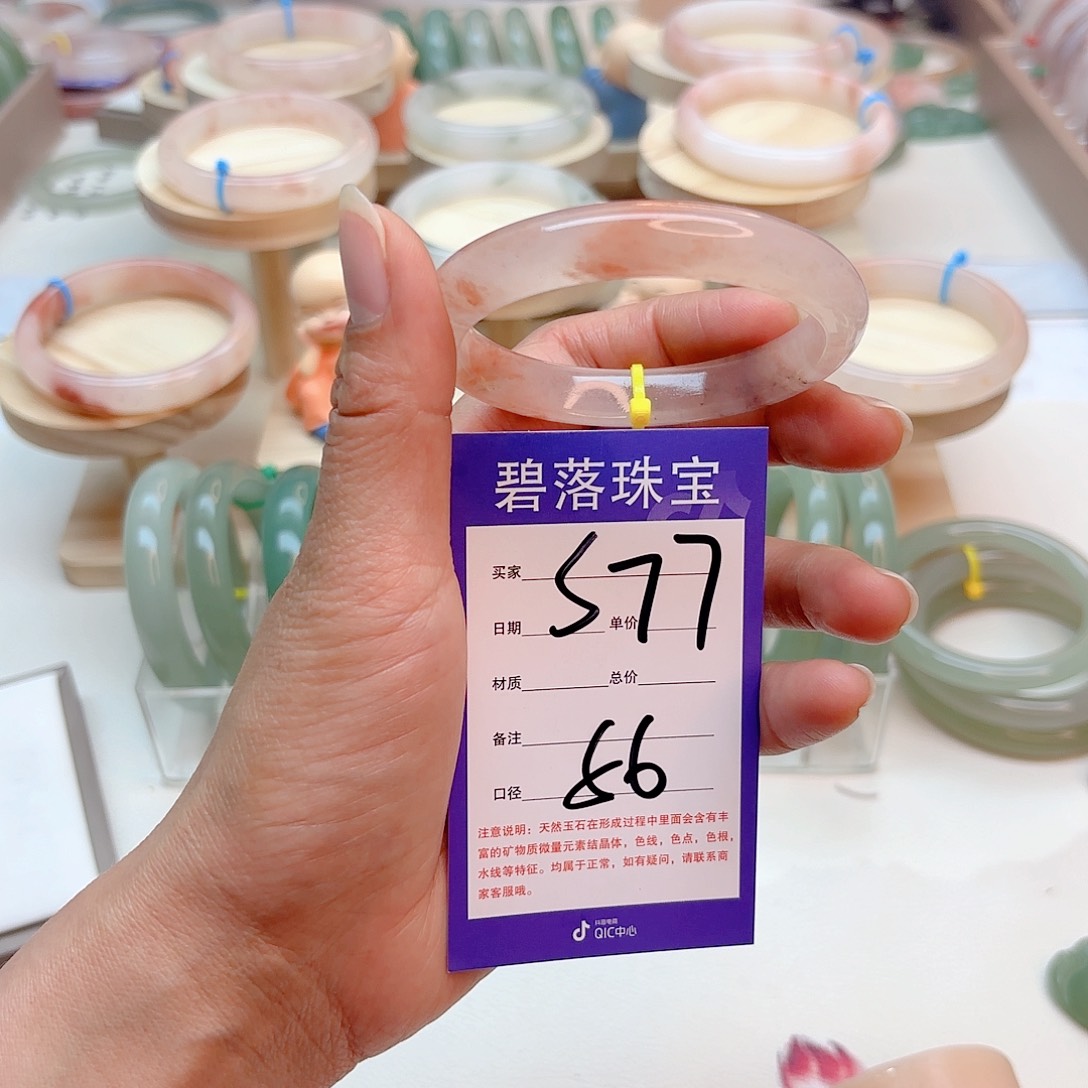 碧落珠宝
买家 577
日期 单价
材质 总价
备注
口径 56
注意说明：天然玉石在形成过程中里面会含有丰
富的矿物质微量元素结晶体，色线，色点，色根，
水线等特征。均属于正常，如有疑问，请联系商
家客服哦。
抖音电商
QIC中心